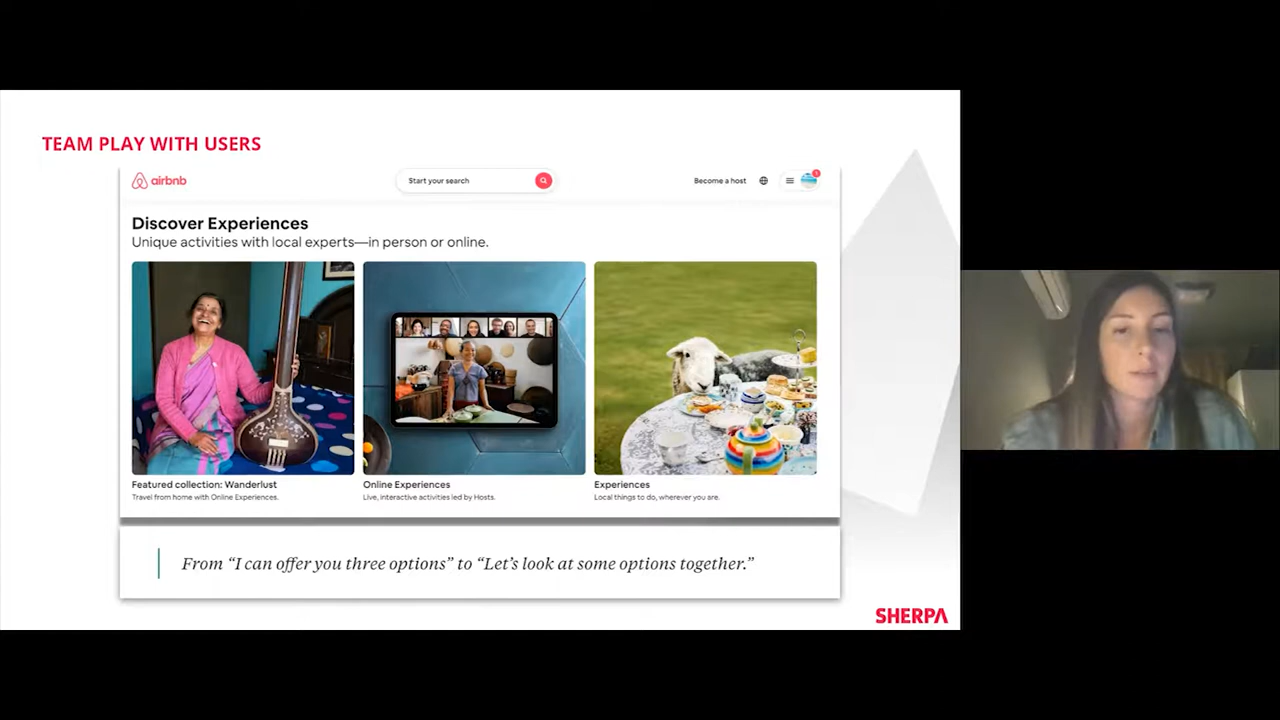 TEAM PLAY WITH USERS
airbnb
Start your search
Become a host
1
Discover Experiences
Unique activities with local experts—in person or online.
Featured collection: Wanderlust
Travel from home with Online Experiences.
Online Experiences
Live, interactive activities led by Hosts.
Experiences
Local things to do, wherever you are.
From “I can offer you three options” to “Let’s look at some options together.”
SHERPA